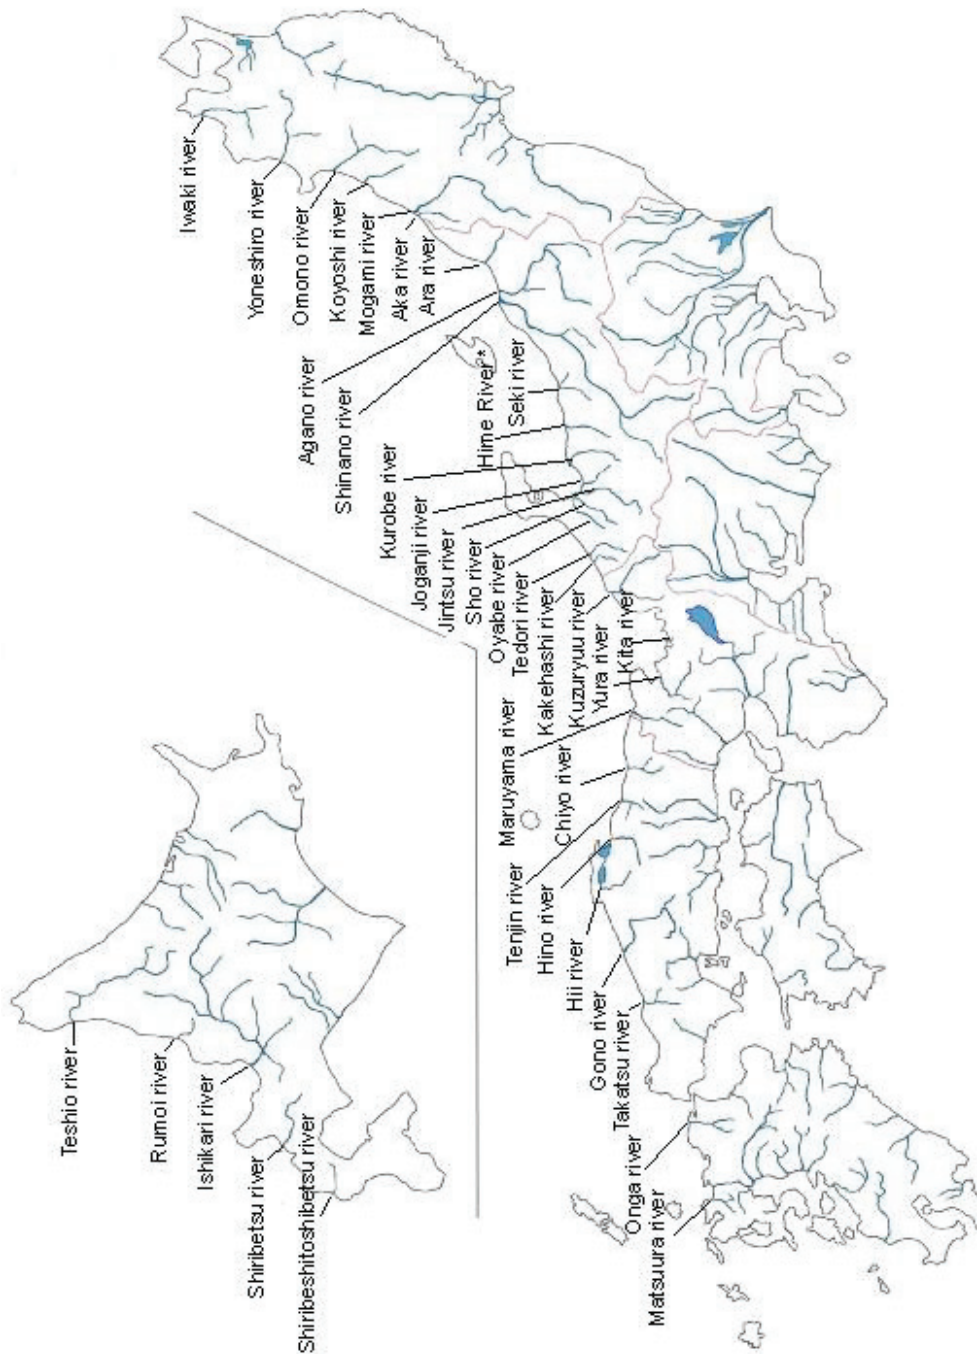 Iwaki river
Yoneshiro river
Omono river
Koyoshi river
Mogami river
Aka river
Ara river
Agano river
Shinano river
Seki river
Hime River
Kurobe river
Joganji river
Jintsu river
Sho river
Oyabe river
Tedori river
Kakehashi river
Kuzuryuu river
Yura river
Kita river
Maruyama river
Chiyo river
Tenjin river
Hino river
Hii river
Gono river
Takatsu river
Onga river
Matsuura river
Teshio river
Rumoi river
Ishikari river
Shiribetsu river
Shiribeshitoshibetsu river